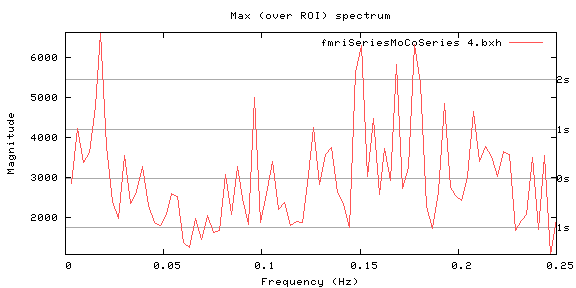 Max (over ROI) spectrum
fmriSeriesMoCoSeries 4.bxh
6000
5000
4000
3000
2000
2s
1s
0s
1s
Magnitude
0 0.05 0.1 0.15 0.2 0.25
Frequency (Hz)